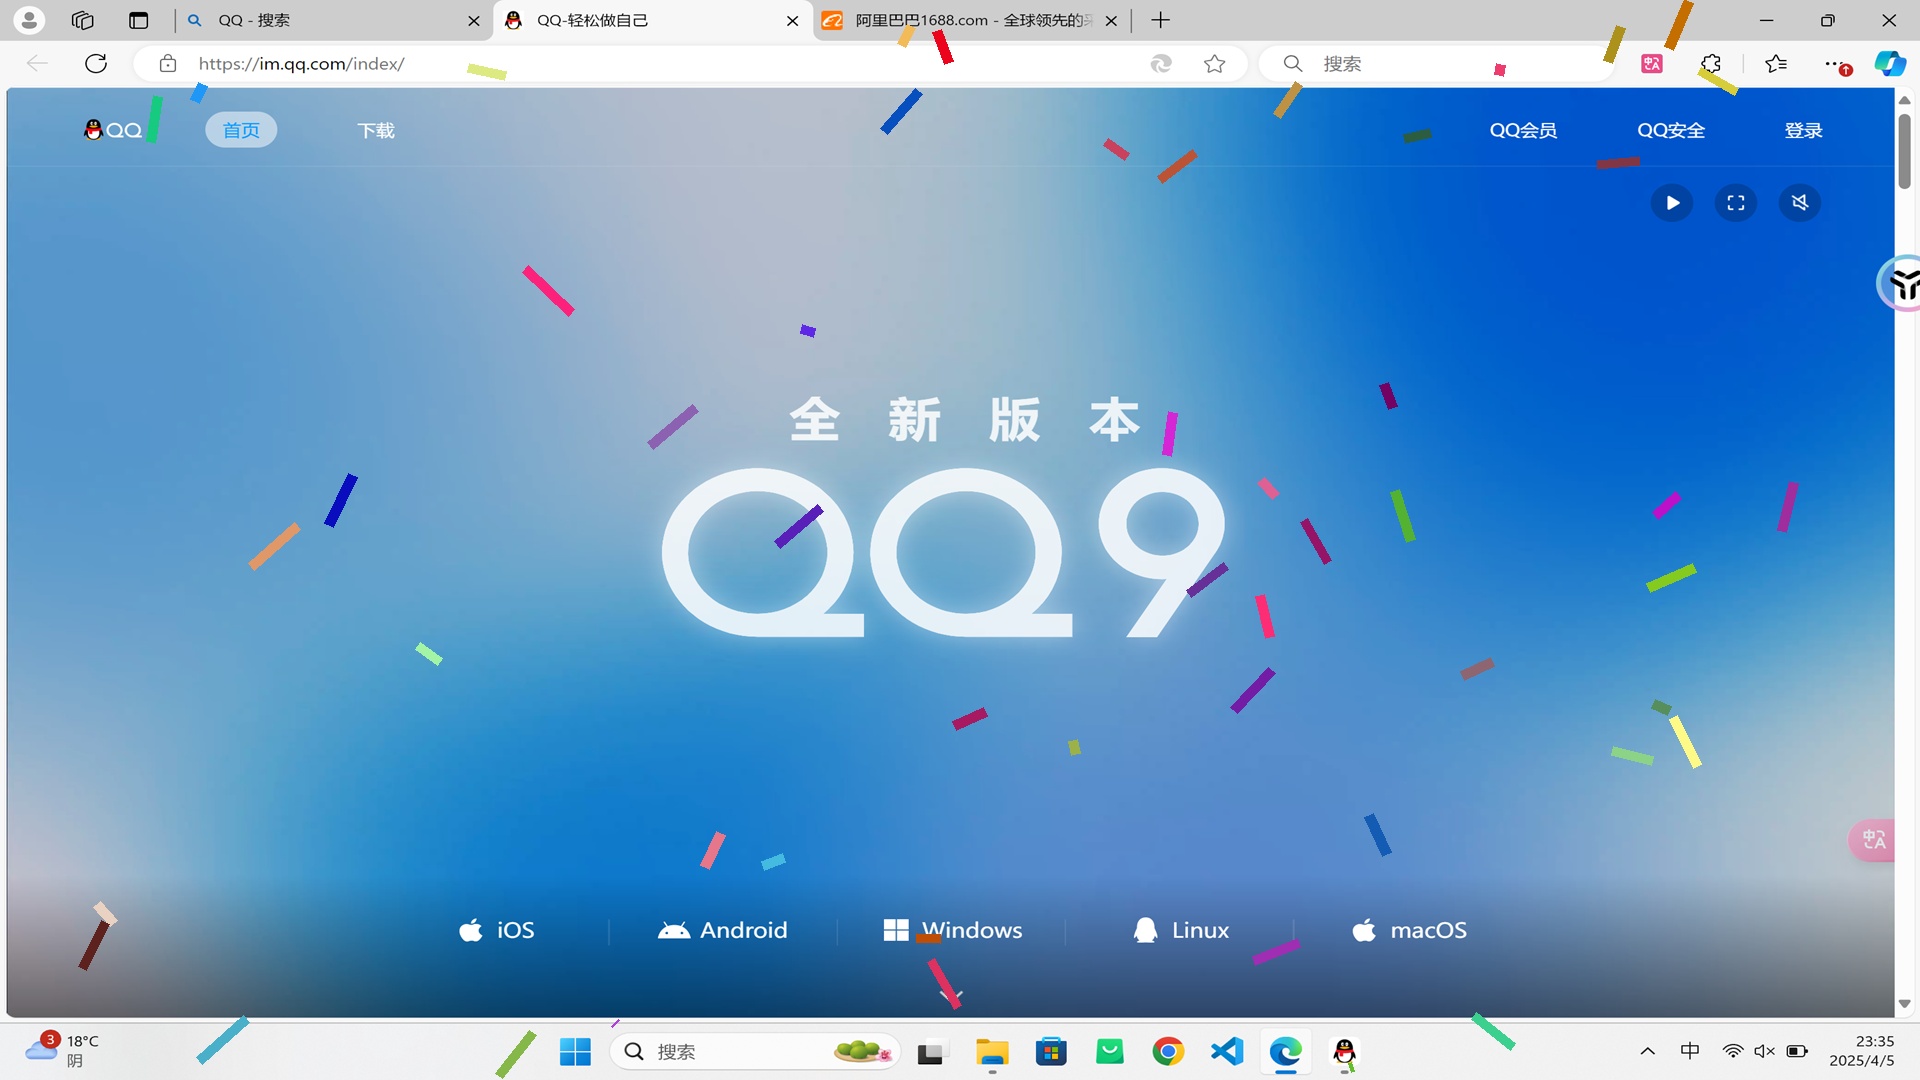 QQ - 搜索
QQ-轻松做自己
阿里巴巴1688.com - 全球领先的采
https://im.qq.com/index/
搜索
QQ
首页
下载
QQ会员
QQ安全
登录
全新版本
QQ9
iOS
Android
Windows
Linux
macOS
3
18°C
阴
搜索
中
23:35
2025/4/5